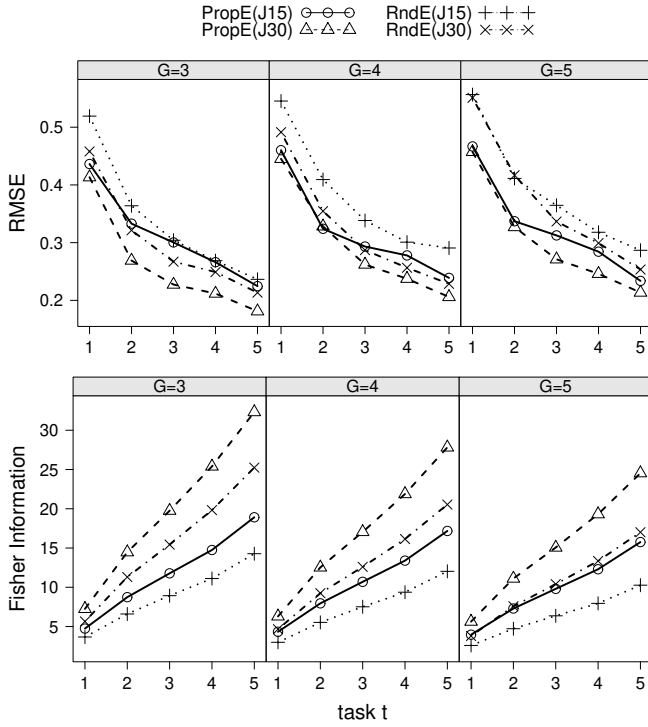 PropE(J15) RndE(J15)
PropE(J30) RndE(J30)
G=3 G=4 G=5
RMSE
0.5
0.4
0.3
0.2
1 2 3 4 5 1 2 3 4 5 1 2 3 4 5
G=3 G=4 G=5
Fisher Information
30
25
20
15
10
5
1 2 3 4 5 1 2 3 4 5 1 2 3 4 5
task t